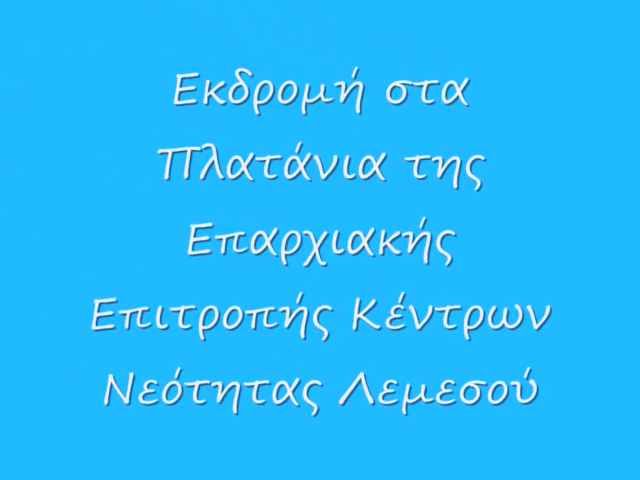 Εκδρομή στα
Πλατάνια της
Επαρχιακής
Επιτροπής Κέντρων
Νεότητας Λεμεσού